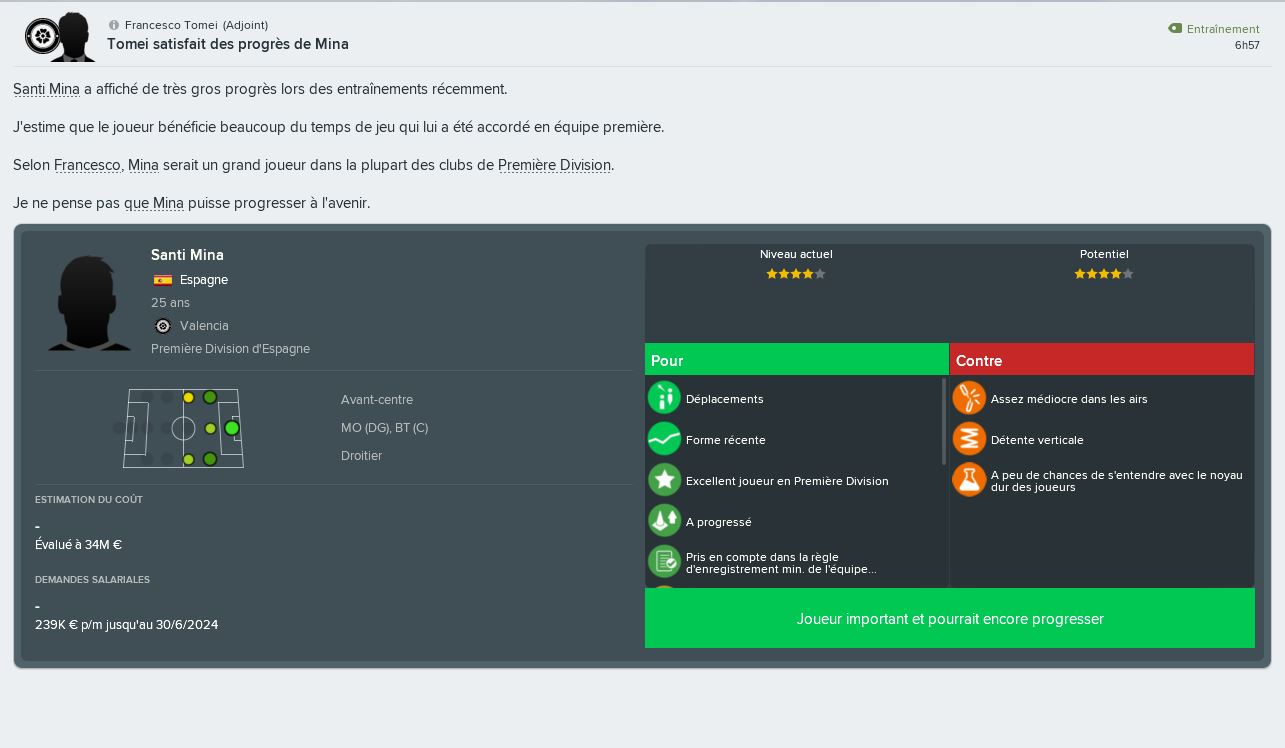 Francesco Tomei (Adjoint)
Tomei satisfait des progrès de Mina
Entraînement
6h57
Santi Mina a affiché de très gros progrès lors des entraînements récemment.
J'estime que le joueur bénéficie beaucoup du temps de jeu qui lui a été accordé en équipe première.
Selon Francesco, Mina serait un grand joueur dans la plupart des clubs de Première Division.
Je ne pense pas que Mina puisse progresser à l'avenir.
Santi Mina
Espagne
25 ans
Valencia
Première Division d'Espagne
Avant-centre
MO (DG), BT (C)
Droitier
ESTIMATION DU COÛT
-
Évalué à 34M €
DEMANDES SALARIALES
-
239K € p/m jusqu'au 30/6/2024
Niveau actuel
Potentiel
Pour
Déplacements
Forme récente
Excellent joueur en Première Division
A progressé
Pris en compte dans la règle
d'enregistrement min. de l'équipe...
Contre
Assez médiocre dans les airs
Détente verticale
A peu de chances de s'entendre avec le noyau
dur des joueurs
Joueur important et pourrait encore progresser